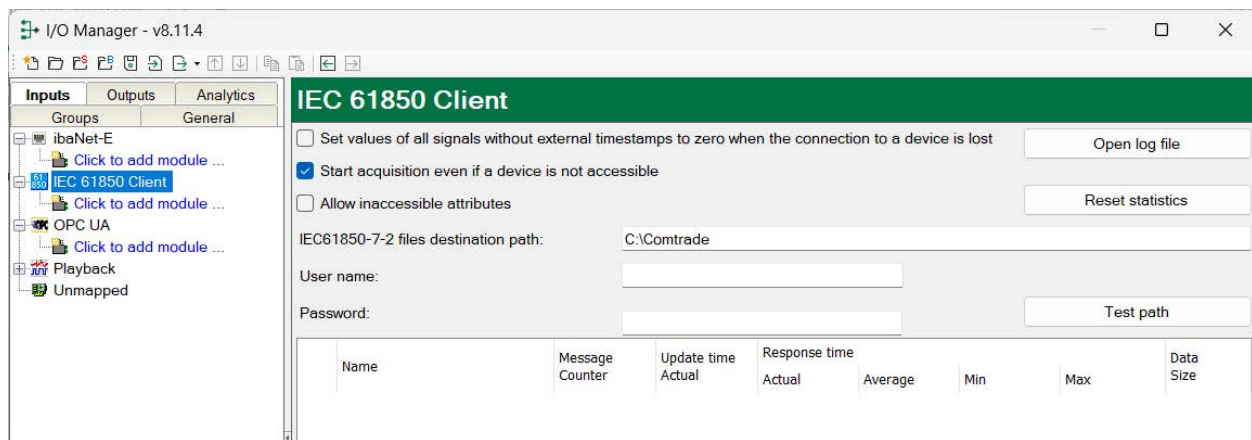 I/O Manager - v8.11.4
Inputs Outputs Analytics
Groups General
ibaNet-E
Click to add module ...
61 850 IEC 61850 Client
Click to add module ...
OPC UA
Click to add module ...
Playback
Unmapped
IEC 61850 Client
Set values of all signals without external timestamps to zero when the connection to a device is lost
Open log file
Start acquisition even if a device is not accessible
Allow inaccessible attributes
Reset statistics
IEC61850-7-2 files destination path: C:\Comtrade
User name:
Password:
Test path
Name Message Counter Update time Actual Response time Data Size
Actual Average Min Max